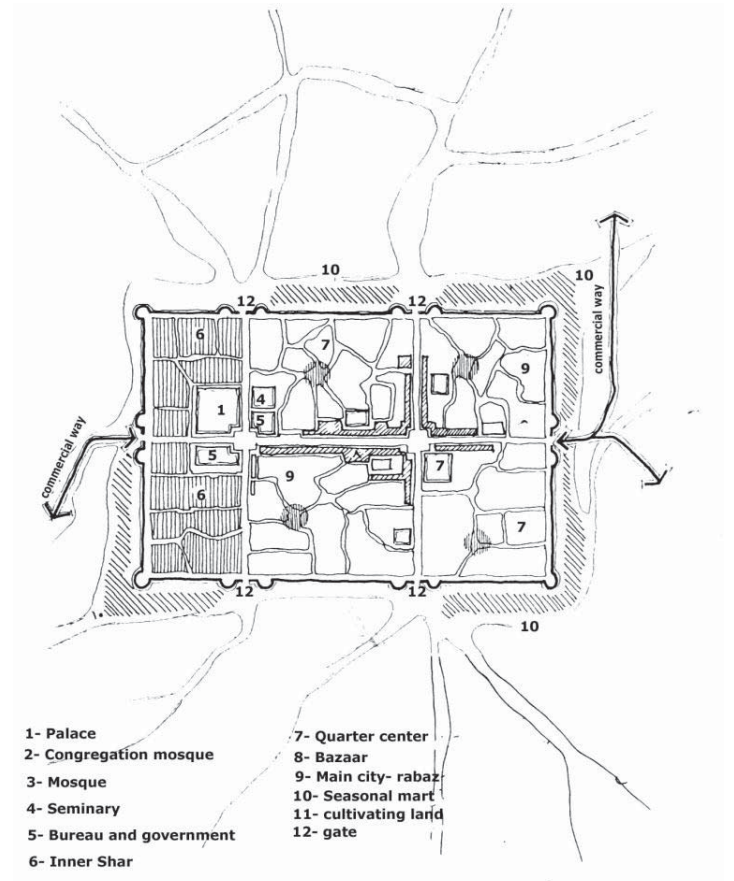 10
12
12
10
6
7
9
commercial way
1
4
5
commercial way
5
7
9
6
7
12
12
10
1- Palace
2- Congregation mosque
3- Mosque
4- Seminary
5- Bureau and government
6- Inner Shar
7- Quarter center
8- Bazaar
9- Main city- rabaz
10- Seasonal mart
11- cultivating land
12- gate